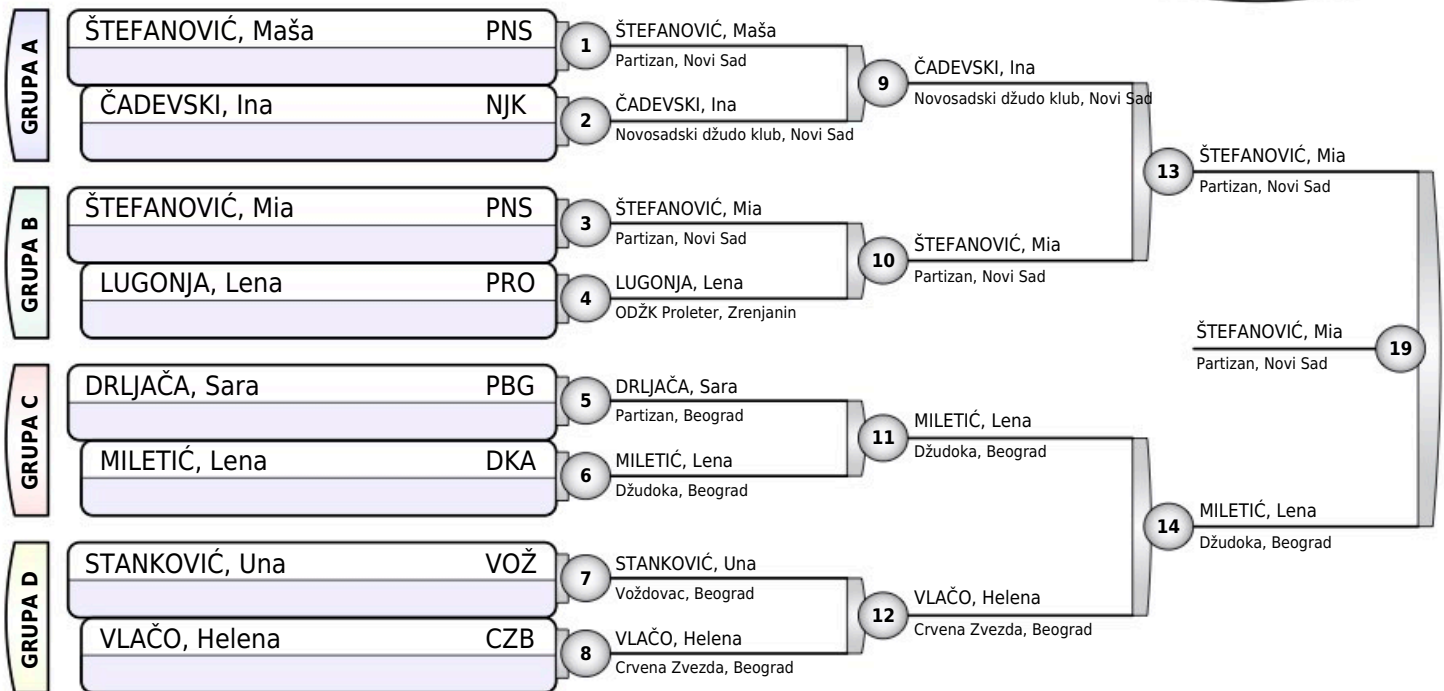 GRUPA A
ŠTEFANOVIĆ, Maša PNS
ČADEVSKI, Ina NJK
1
ŠTEFANOVIĆ, Maša
Partizan, Novi Sad
2
ČADEVSKI, Ina
Novosadski džudo klub, Novi Sad
9
ČADEVSKI, Ina
Novosadski džudo klub, Novi Sad
GRUPA B
ŠTEFANOVIĆ, Mia PNS
LUGONJA, Lena PRO
3
ŠTEFANOVIĆ, Mia
Partizan, Novi Sad
4
LUGONJA, Lena
ODŽK Proleter, Zrenjanin
10
ŠTEFANOVIĆ, Mia
Partizan, Novi Sad
13
ŠTEFANOVIĆ, Mia
Partizan, Novi Sad
GRUPA C
DRLJAČA, Sara PBG
MILETIĆ, Lena DKA
5
DRLJAČA, Sara
Partizan, Beograd
6
MILETIĆ, Lena
Džudoka, Beograd
11
MILETIĆ, Lena
Džudoka, Beograd
GRUPA D
STANKOVIĆ, Una VOŽ
VLAČO, Helena CZB
7
STANKOVIĆ, Una
Voždovac, Beograd
8
VLAČO, Helena
Crvena Zvezda, Beograd
12
VLAČO, Helena
Crvena Zvezda, Beograd
14
MILETIĆ, Lena
Džudoka, Beograd
ŠTEFANOVIĆ, Mia
Partizan, Novi Sad
19